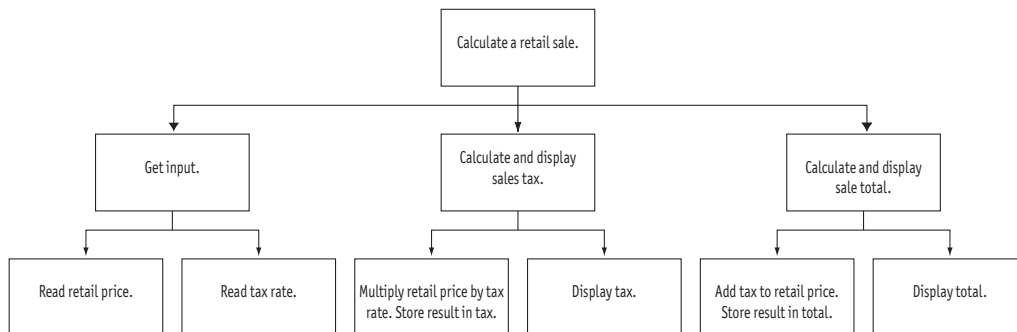 Calculate a retail sale.
Get input.
Calculate and display
sales tax.
Calculate and display
sale total.
Read retail price.
Read tax rate.
Multiply retail price by tax
rate. Store result in tax.
Display tax.
Add tax to retail price.
Store result in total.
Display total.